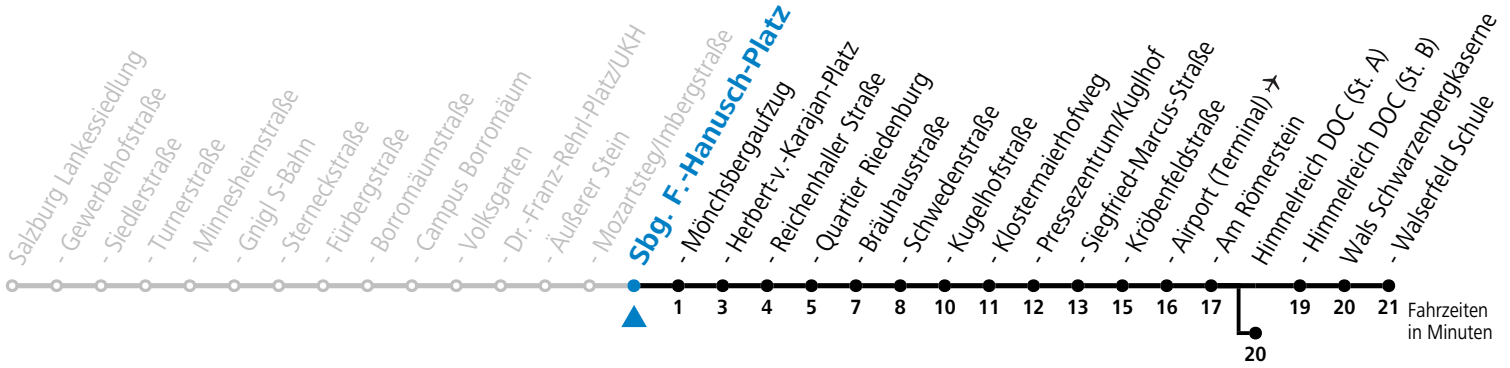 Salzburg Lankessiedlung
- Gewerbehofstraße
- Siedlerstraße
- Turnerstraße
- Minnesheimstraße
- Gnigl S-Bahn
- Sterneckstraße
- Fürbergstraße
- Borromäumstraße
- Campus Borromäum
- Volksgarten
- Dr.-Franz-Rehrl-Platz/UKH
- Äußerer Stein
- Mozartsteg/Imbergstraße
Sbg. F.-Hanusch-Platz
- Mönchsbergaufzug
- Herbert-v.-Karajan-Platz
- Reichenhaller Straße
- Quartier Riedenburg
- Bräuhausstraße
- Schwedenstraße
- Kugelhofstraße
- Klostermaierhofweg
- Pressezentrum/Kuglhof
- Siegfried-Marcus-Straße
- Kröbenfeldstraße
- Airport (Terminal) ✈
- Am Römerstein
Himmelreich DOC (St. A)
- Himmelreich DOC (St. B)
Wals Schwarzenbergkaserne
- Walserfeld Schule
1 3 4 5 7 8 10 11 12 13 15 16 17 19 20 21
Fahrzeiten
in Minuten
20